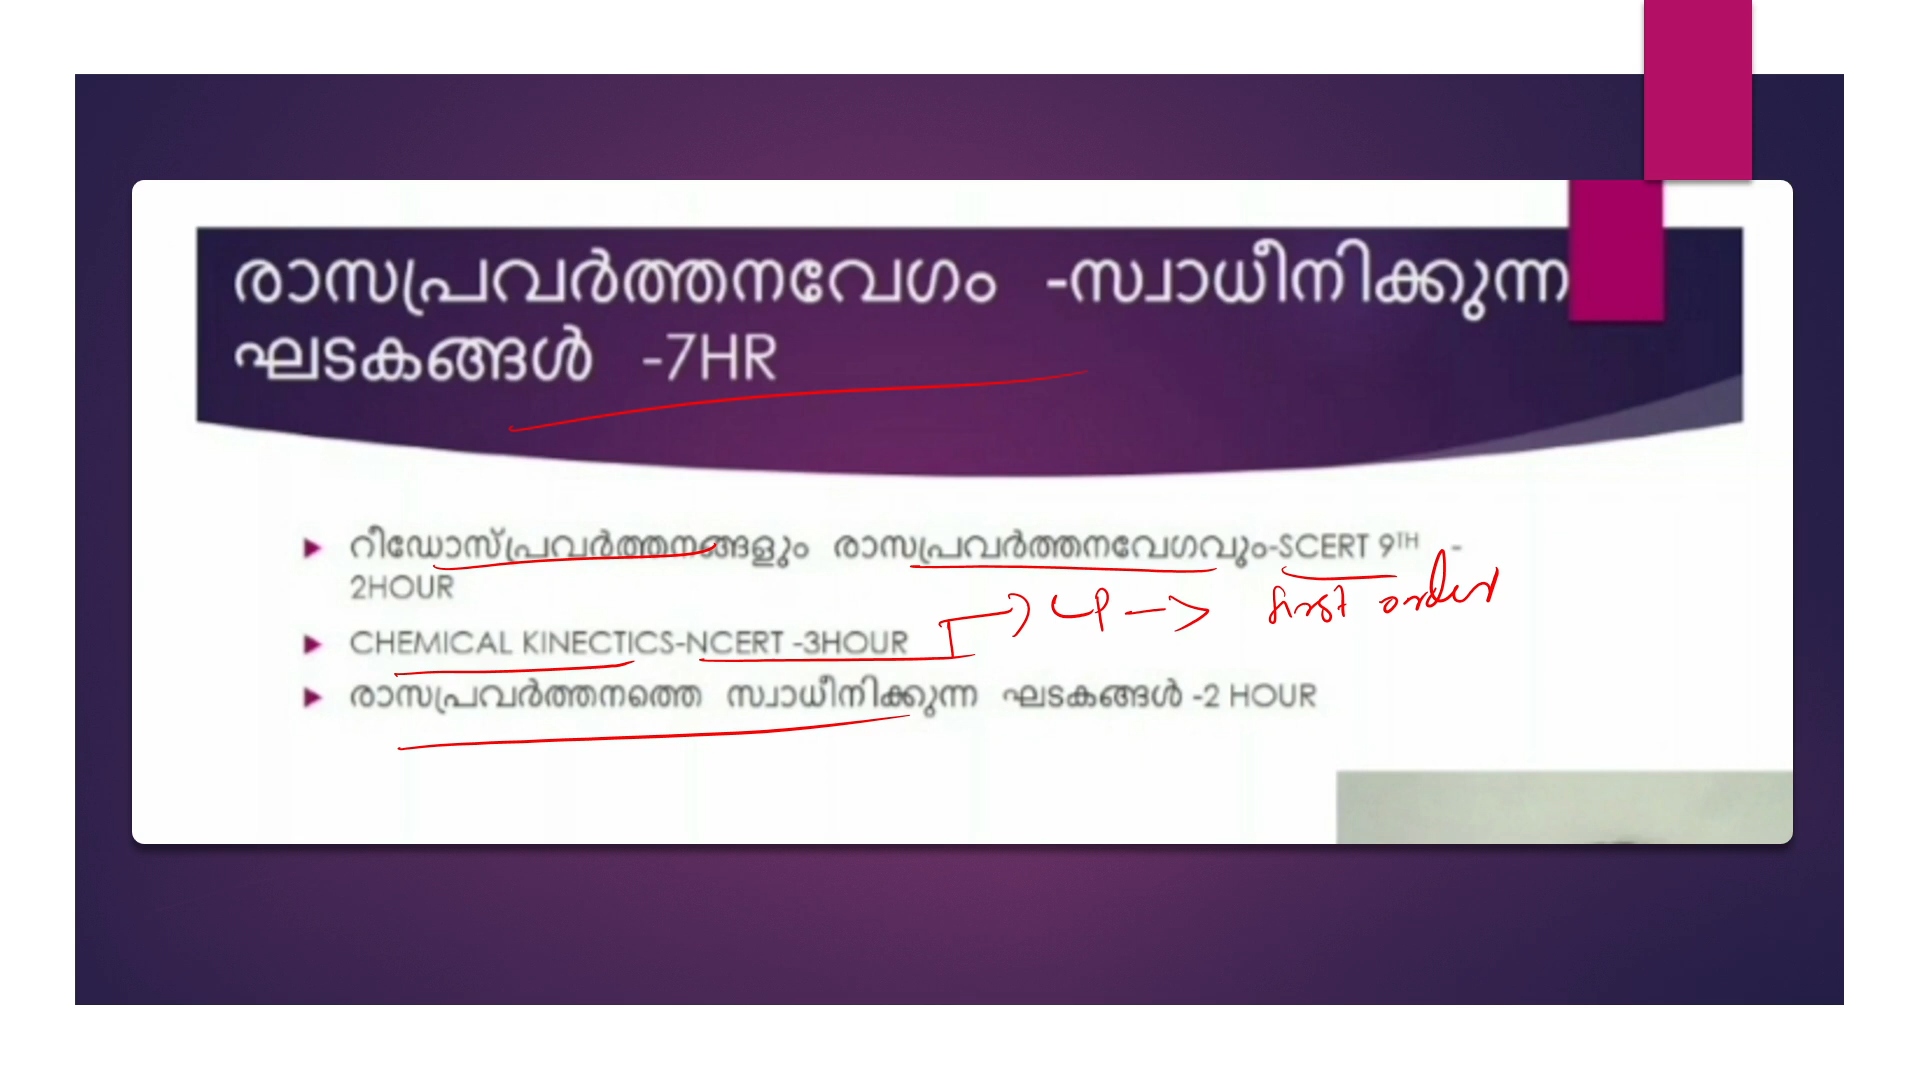 രാസപ്രവർത്തനവേഗം -സ്വാധീനിക്കുന്ന
ഘടകങ്ങൾ -7HR
റീഡോസ്പ്രവർത്തനങ്ങളും രാസപ്രവർത്തനവേഗവും-SCERT 9TH -
2HOUR
first order
CHEMICAL KINECTICS-NCERT -3HOUR
രാസപ്രവർത്തനത്തെ സ്വാധീനിക്കുന്ന ഘടകങ്ങൾ -2 HOUR